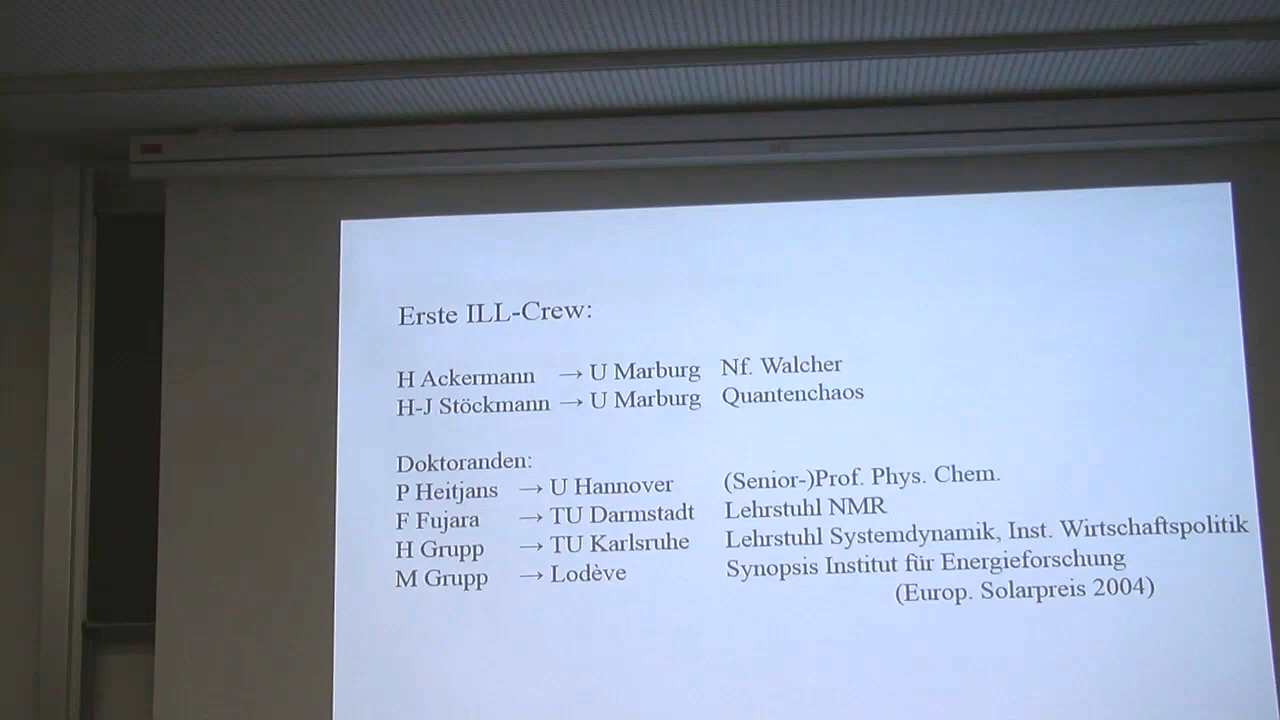 Erste ILL-Crew:
H Ackermann → U Marburg Nf. Walcher
H-J Stöckmann → U Marburg Quantenchaos
Doktoranden:
P Heitjans → U Hannover (Senior-)Prof. Phys. Chem.
F Fujara → TU Darmstadt Lehrstuhl NMR
H Grupp → TU Karlsruhe Lehrstuhl Systemdynamik, Inst. Wirtschaftspolitik
M Grupp → Lodève Synopsis Institut für Energieforschung
(Europ. Solarpreis 2004)